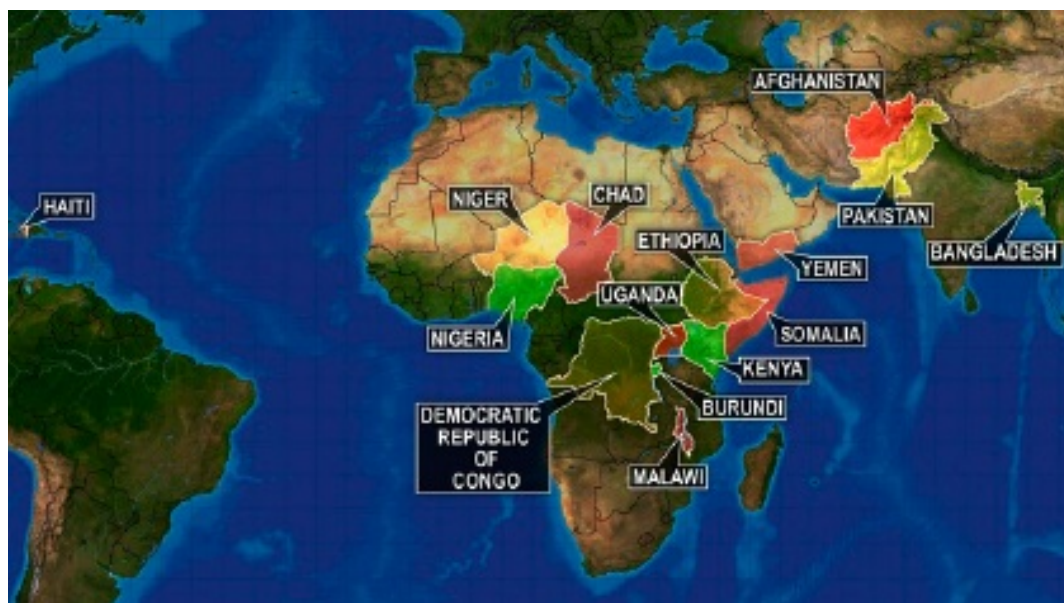 AFGHANISTAN
HAITI
NIGER
CHAD
PAKISTAN
ETHIOPIA
BANGLADESH
YEMEN
UGANDA
NIGERIA
SOMALIA
KENYA
BURUNDI
DEMOCRATIC
REPUBLIC
OF
CONGO
MALAWI